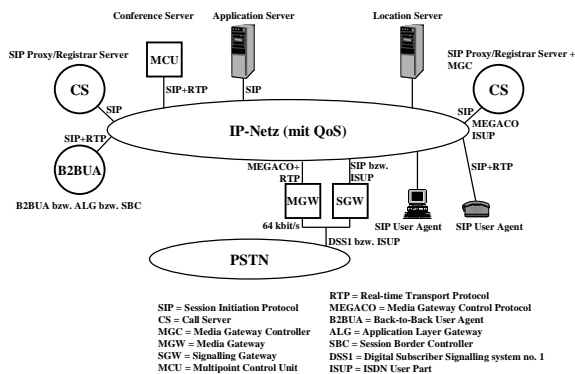 Conference Server
Application Server
Location Server
SIP Proxy/Registrar Server
SIP Proxy/Registrar Server +
MGC
MCU
CS
CS
SIP
SIP+RTP
SIP
SIP
IP-Netz (mit QoS)
MEGACO
ISUP
SIP+RTP
B2BUA
MEGACO+
RTP
SIP bzw.
ISUP
SIP+RTP
MGW
SGW
B2BUA bzw. ALG bzw. SBC
64 kbit/s
SIP User Agent
SIP User Agent
DSS1 bzw. ISUP
PSTN
SIP = Session Initiation Protocol
CS = Call Server
MGC = Media Gateway Controller
MGW = Media Gateway
SGW = Signalling Gateway
MCU = Multipoint Control Unit
RTP = Real-time Transport Protocol
MEGACO = Media Gateway Control Protocol
B2BUA = Back-to-Back User Agent
ALG = Application Layer Gateway
SBC = Session Border Controller
DSS1 = Digital Subscriber Signalling system no. 1
ISUP = ISDN User Part